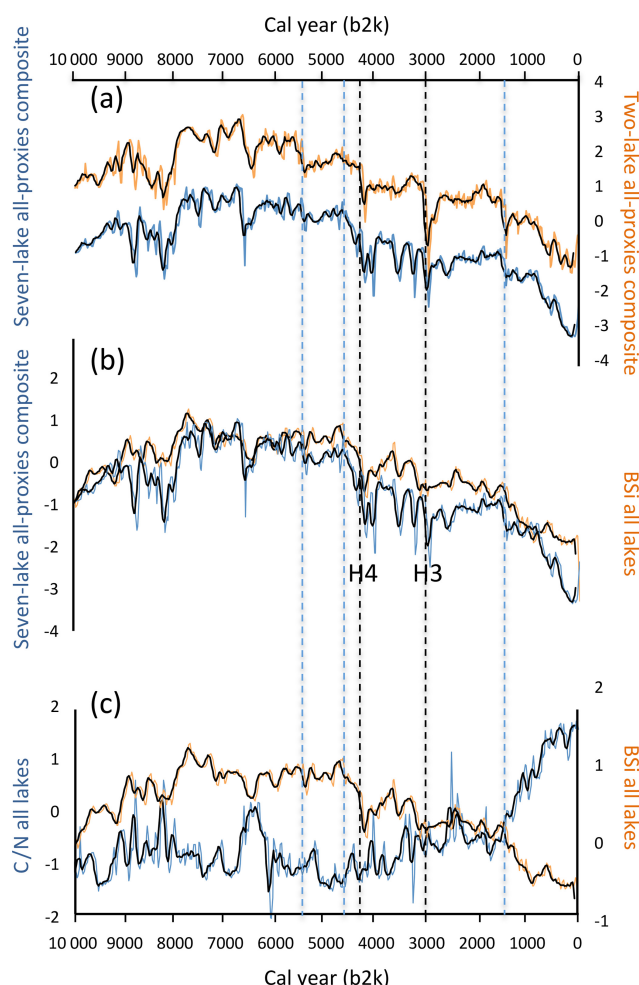 Cal year (b2k)
10 000 9000 8000 7000 6000 5000 4000 3000 2000 1000 0
(a)
Seven-lake all-proxies composite
4
3
2
1
0
-1
-2
-3
-4
Two-lake all-proxies composite
(b)
Seven-lake all-proxies composite
2
1
0
-1
-2
-3
-4
BSi all lakes
H4 H3
(c)
C/N all lakes
2
1
0
-1
-2
2
1
0
-1
BSi all lakes
10 000 9000 8000 7000 6000 5000 4000 3000 2000 1000 0
Cal year (b2k)